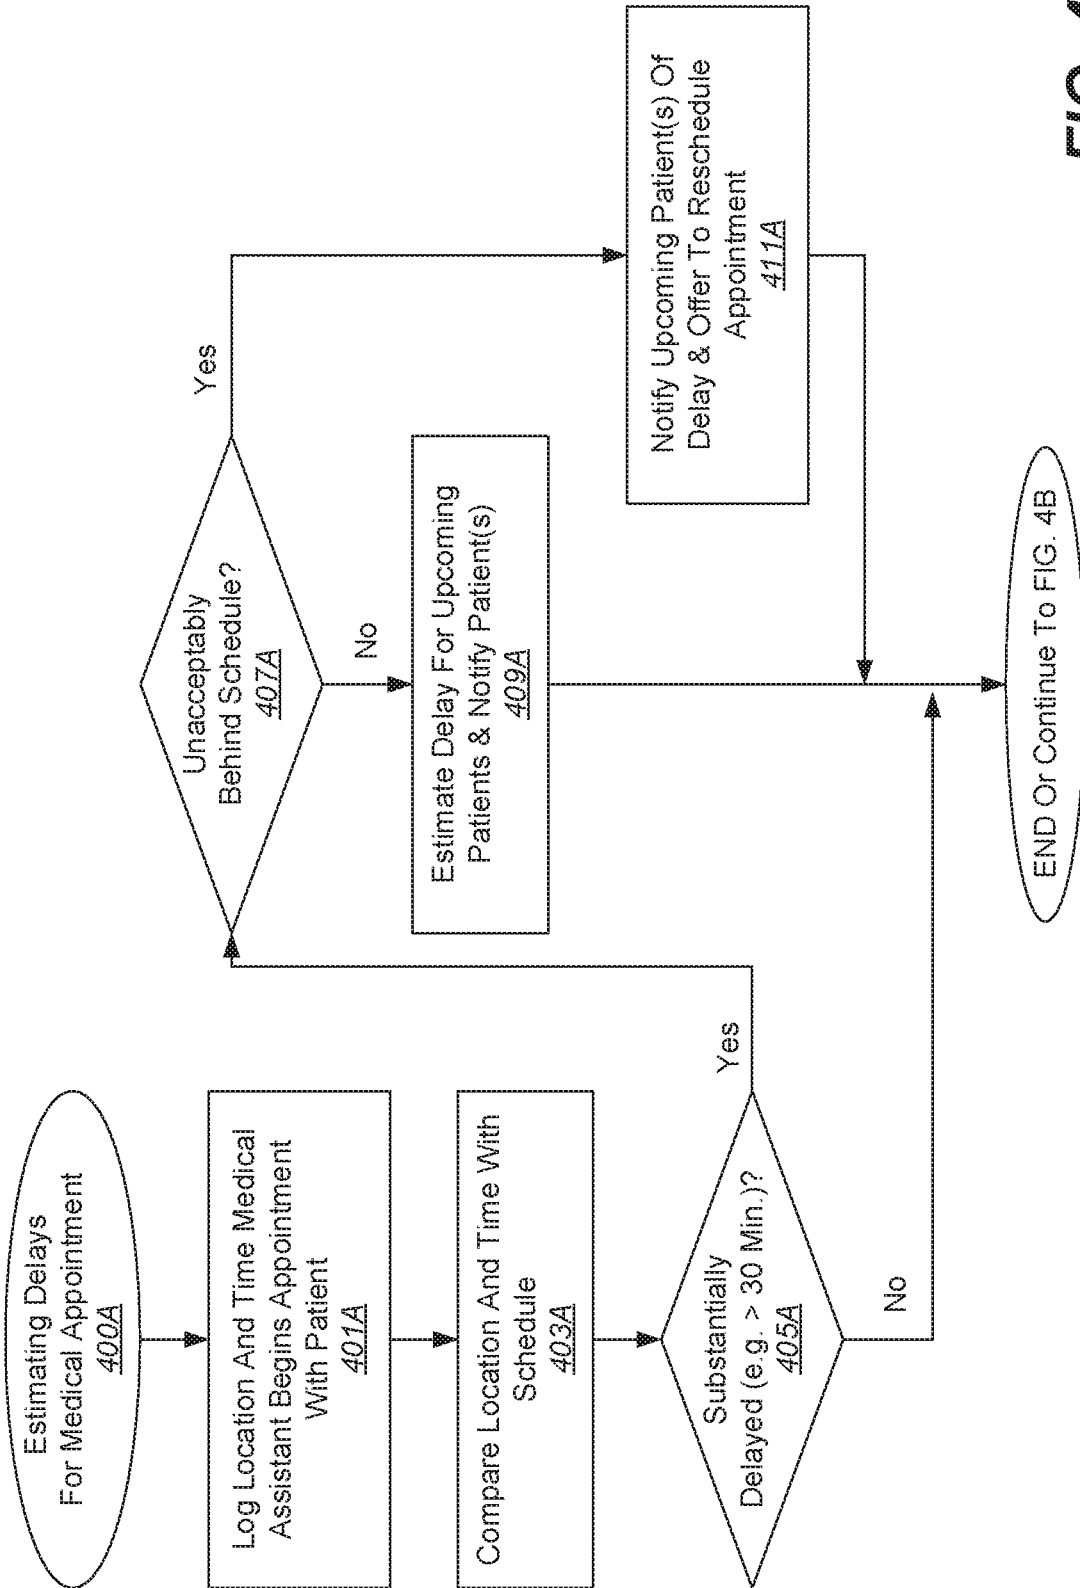 Estimating Delays
For Medical Appointment
400A
Log Location And Time Medical
Assistant Begins Appointment
With Patient
401A
Compare Location And Time With
Schedule
403A
Substantially
Delayed (e.g. > 30 Min.)?
405A
Yes
No
Unacceptably
Behind Schedule?
407A
Yes
No
Estimate Delay For Upcoming
Patients & Notify Patient(s)
409A
Notify Upcoming Patient(s) Of
Delay & Offer To Reschedule
Appointment
411A
END Or Continue To FIG. 4B
FIG.